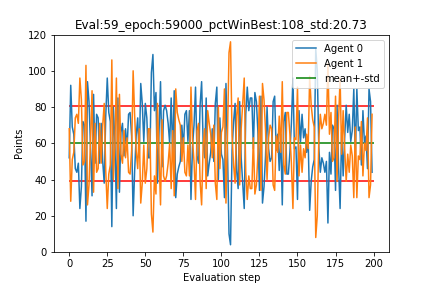 Eval:59_epoch:59000_pctWinBest:108_std:20.73
120
100
80
60
40
20
0
Points
Agent 0
Agent 1
mean+-std
0 25 50 75 100 125 150 175 200
Evaluation step